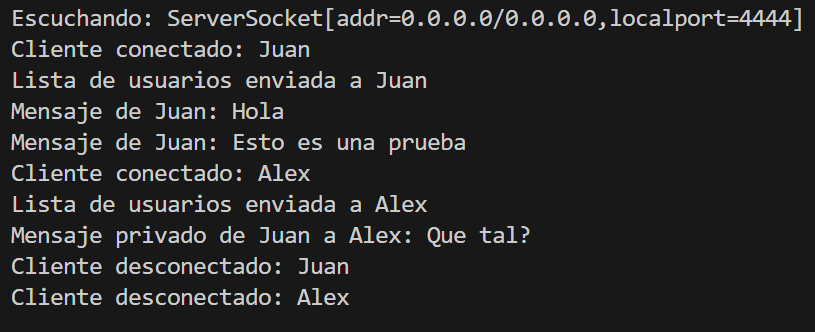 Escuchando: ServerSocket[addr=0.0.0.0/0.0.0.0,localport=4444]
Cliente conectado: Juan
Lista de usuarios enviada a Juan
Mensaje de Juan: Hola
Mensaje de Juan: Esto es una prueba
Cliente conectado: Alex
Lista de usuarios enviada a Alex
Mensaje privado de Juan a Alex: Que tal?
Cliente desconectado: Juan
Cliente desconectado: Alex